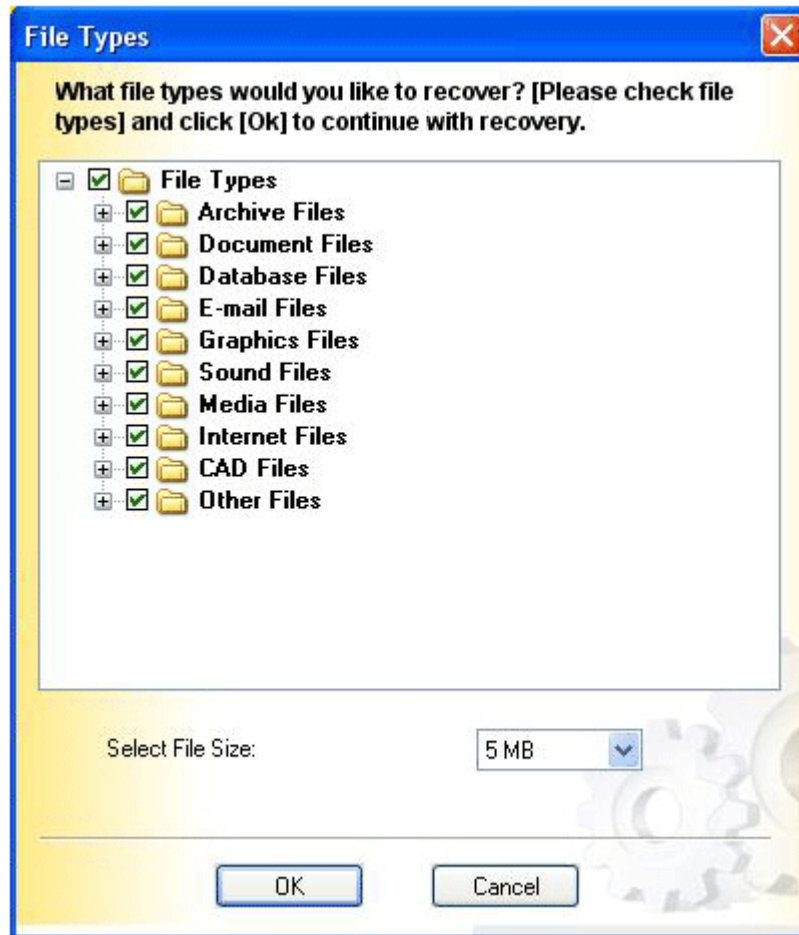 File Types
What file types would you like to recover? [Please check file
types] and click [Ok] to continue with recovery.
File Types
Archive Files
Document Files
Database Files
E-mail Files
Graphics Files
Sound Files
Media Files
Internet Files
CAD Files
Other Files
Select File Size:
5 MB
OK
Cancel